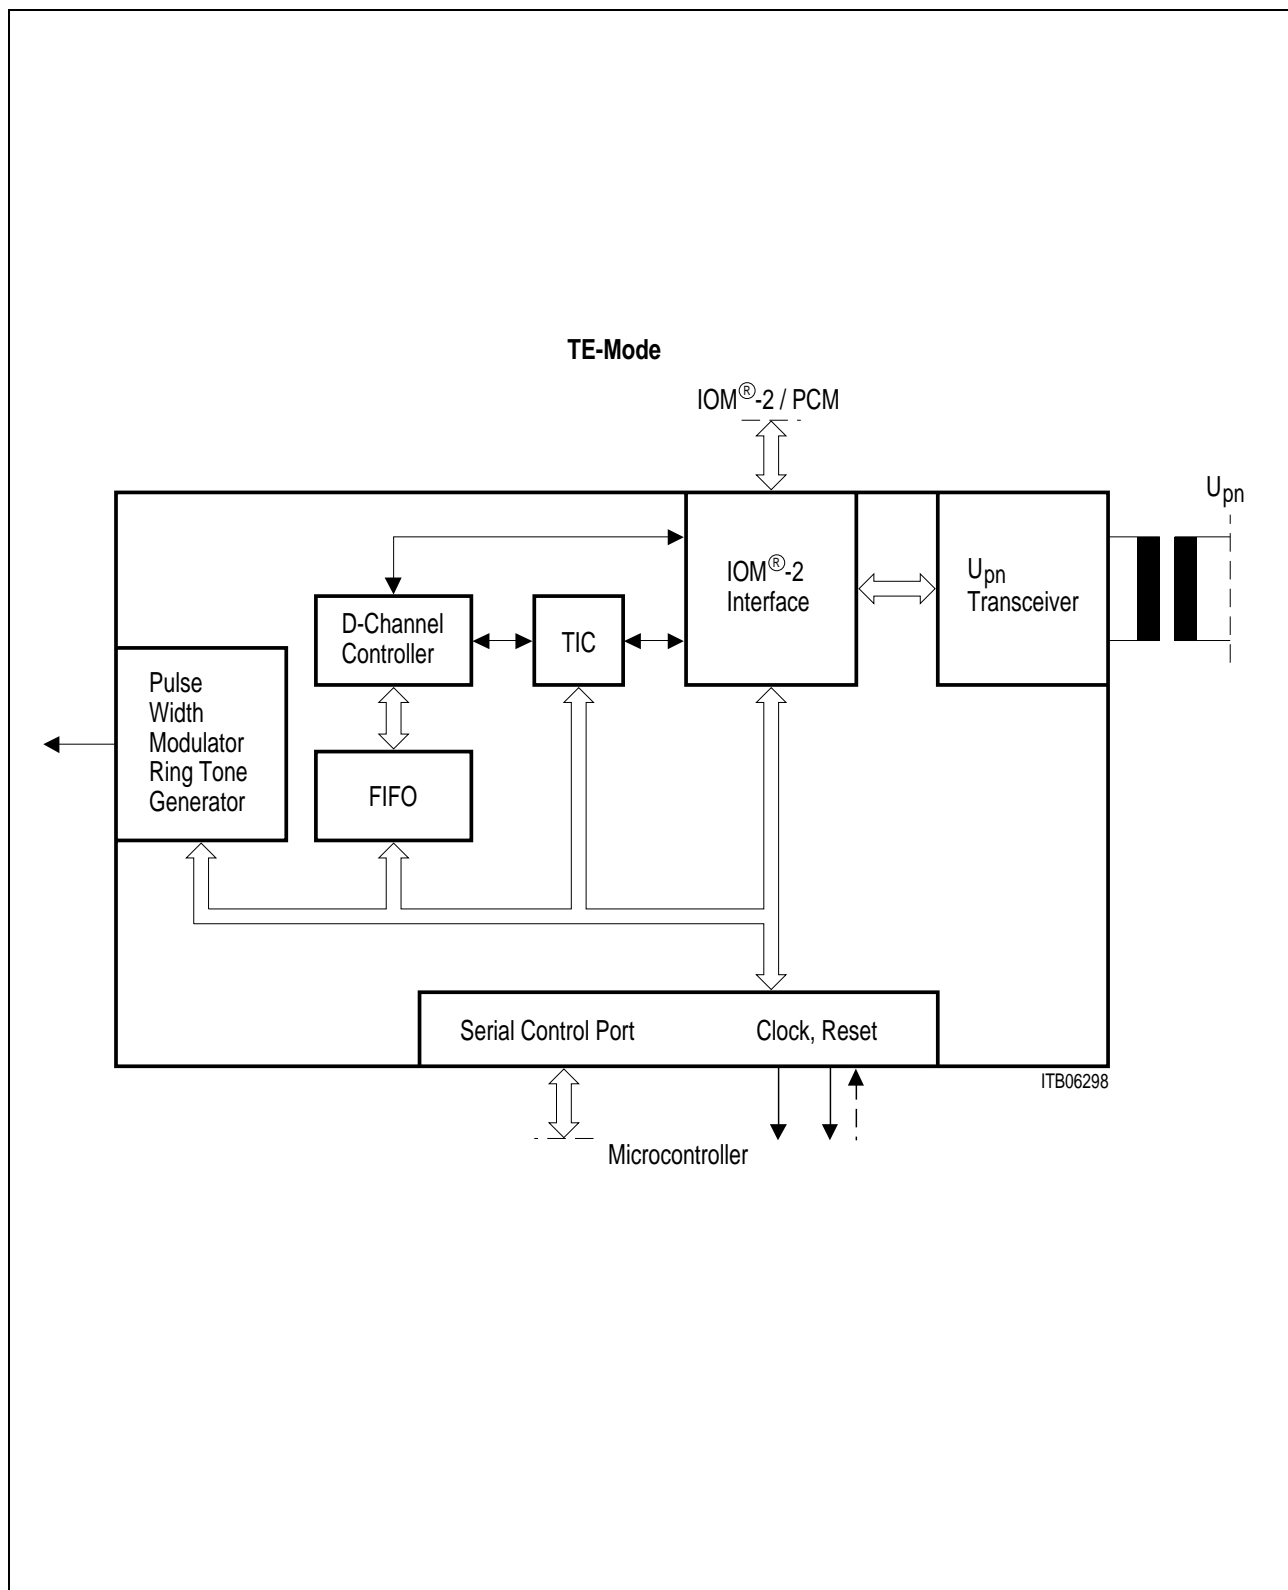 TE-Mode
IOM®-2 / PCM
Upn
IOM®-2
Interface
Upn
Transceiver
D-Channel
Controller
TIC
Pulse
Width
Modulator
Ring Tone
Generator
FIFO
Serial Control Port
Clock, Reset
ITB06298
Microcontroller